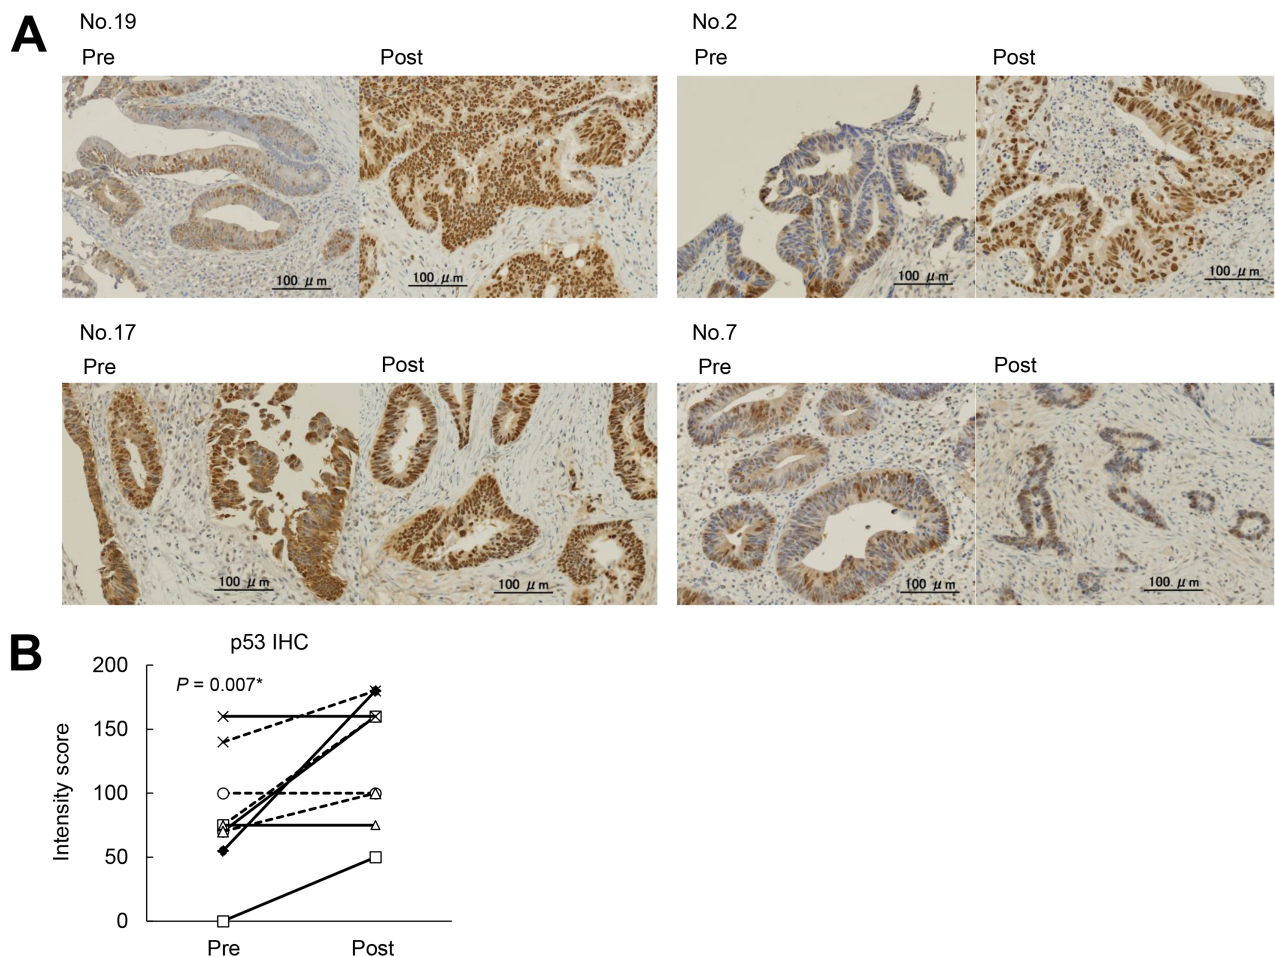 A
No.19
No.2
Pre
Post
Pre
Post
100 μm
100 μm
100 μm
100 μm
No.17
No.7
Pre
Post
Pre
Post
100 μm
100 μm
100 μm
100 μm
B
p53 IHC
P = 0.007*
Intensity score
200
150
100
50
0
Pre
Post